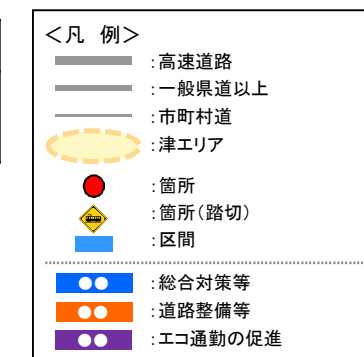 ＜凡　例＞
：高速道路
：一般県道以上
：市町村道
：津エリア
：箇所
：箇所（踏切）
：区間
●● ：総合対策等
●● ：道路整備等
●● ：エコ通勤の促進